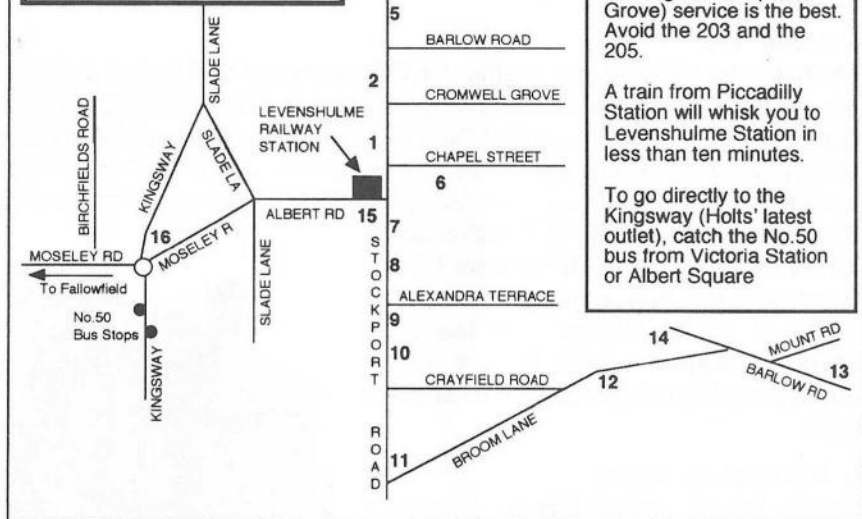 Grove) service is the best.
Avoid the 203 and the
205.
A train from Piccadilly
Station will whisk you to
Levenshulme Station in
less than ten minutes.
To go directly to the
Kingsway (Holts' latest
outlet), catch the No.50
bus from Victoria Station
or Albert Square
5
BARLOW ROAD
SLADE LANE
2
CROMWELL GROVE
LEVENSHULME
RAILWAY
STATION
1
BIRCHFIELDS ROAD
KINGSWAY
SLADE LA
CHAPEL STREET
6
ALBERT RD
15
7
16
MOSELEY RD
MOSELEY R
To Fallowfield
SLADE LANE
STOCKPORT ROAD
8
ALEXANDRA TERRACE
9
No.50
Bus Stops
10
14
MOUNT RD
BARLOW RD
13
CRAYFIELD ROAD
12
KINGSWAY
BROOM LANE
11